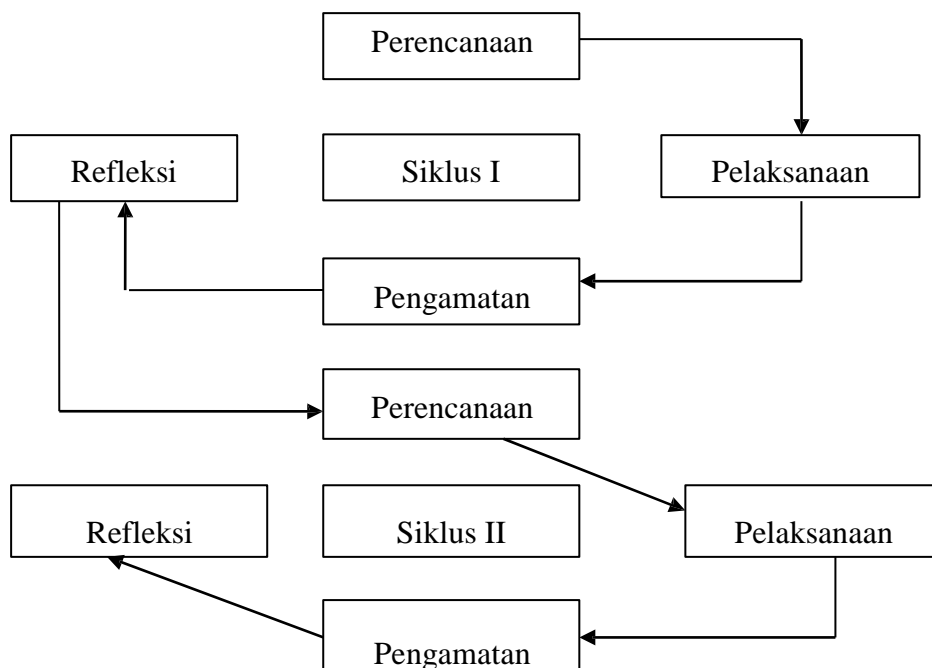 Perencanaan
Refleksi
Siklus I
Pelaksanaan
Pengamatan
Perencanaan
Refleksi
Siklus II
Pelaksanaan
Pengamatan